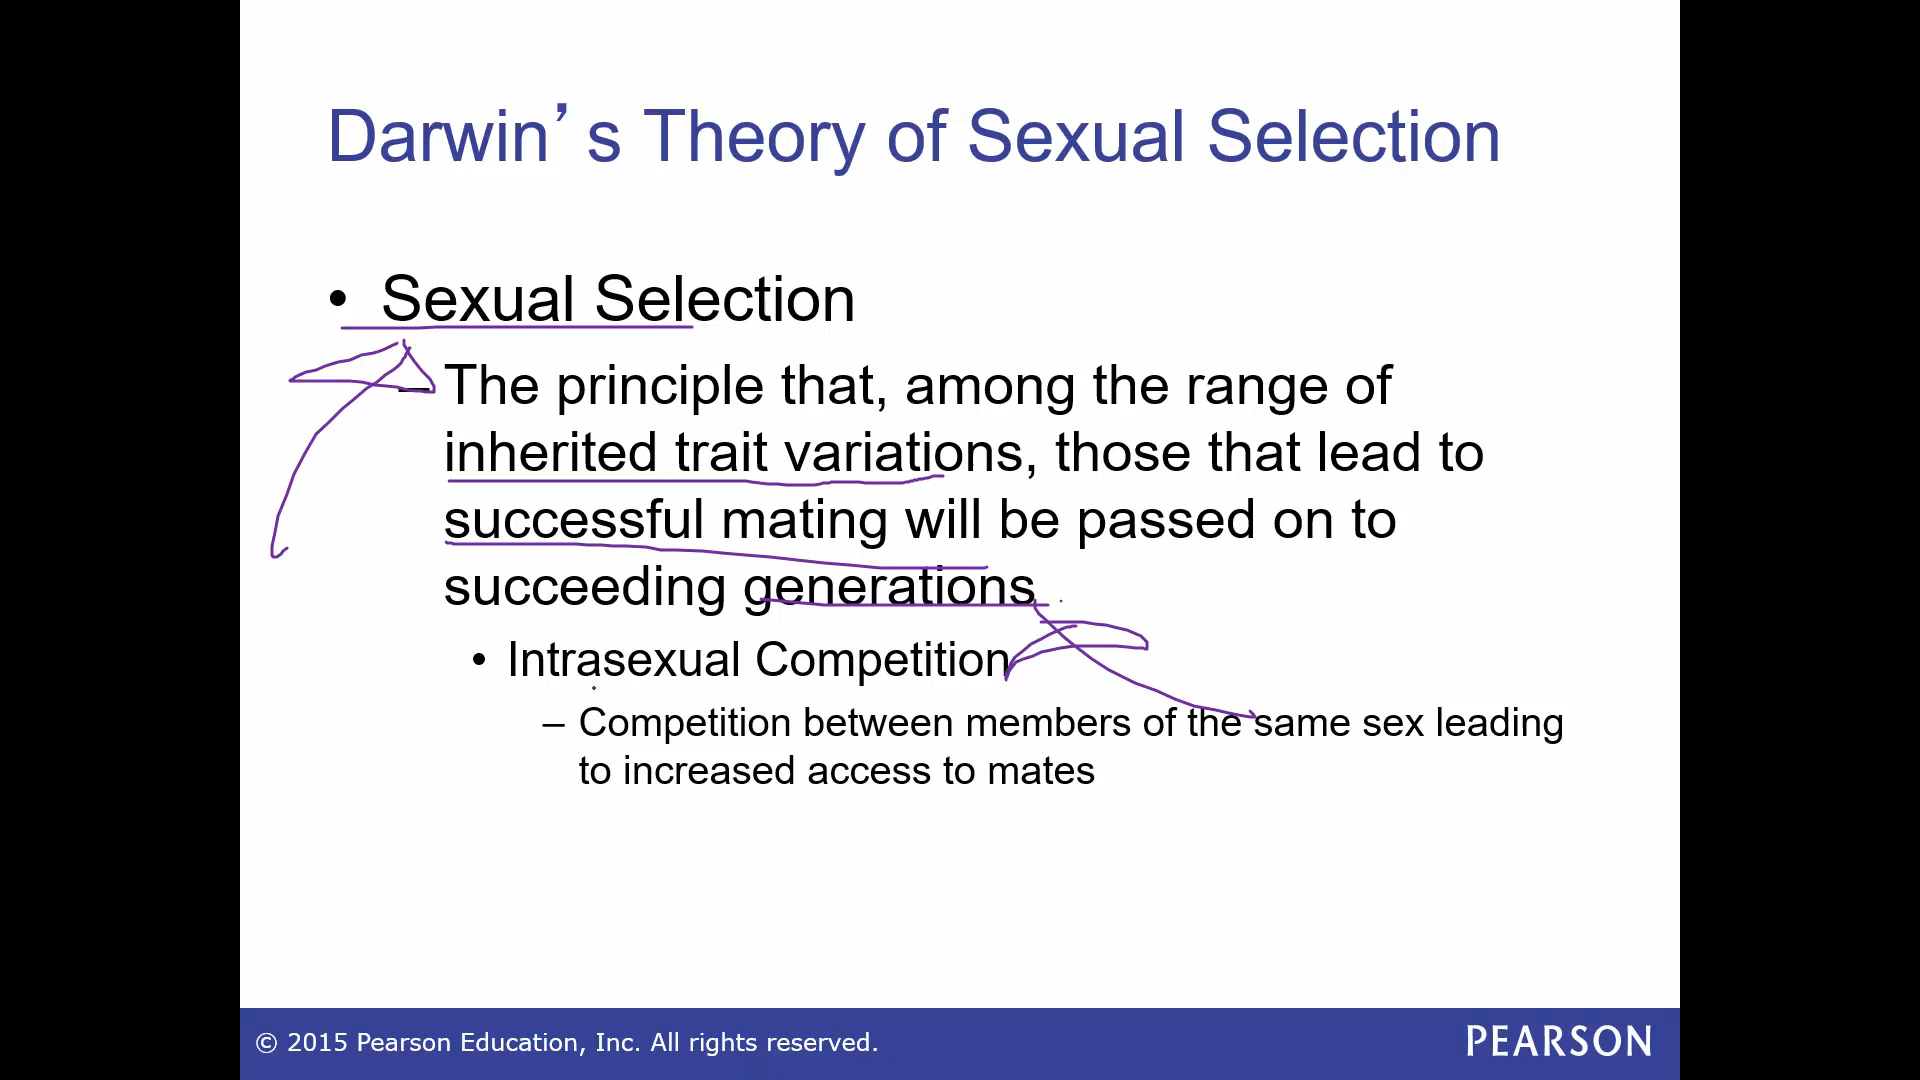 Darwin’s Theory of Sexual Selection
• Sexual Selection
– The principle that, among the range of
inherited trait variations, those that lead to
successful mating will be passed on to
succeeding generations
• Intrasexual Competition
– Competition between members of the same sex leading
to increased access to mates
© 2015 Pearson Education, Inc. All rights reserved.
PEARSON